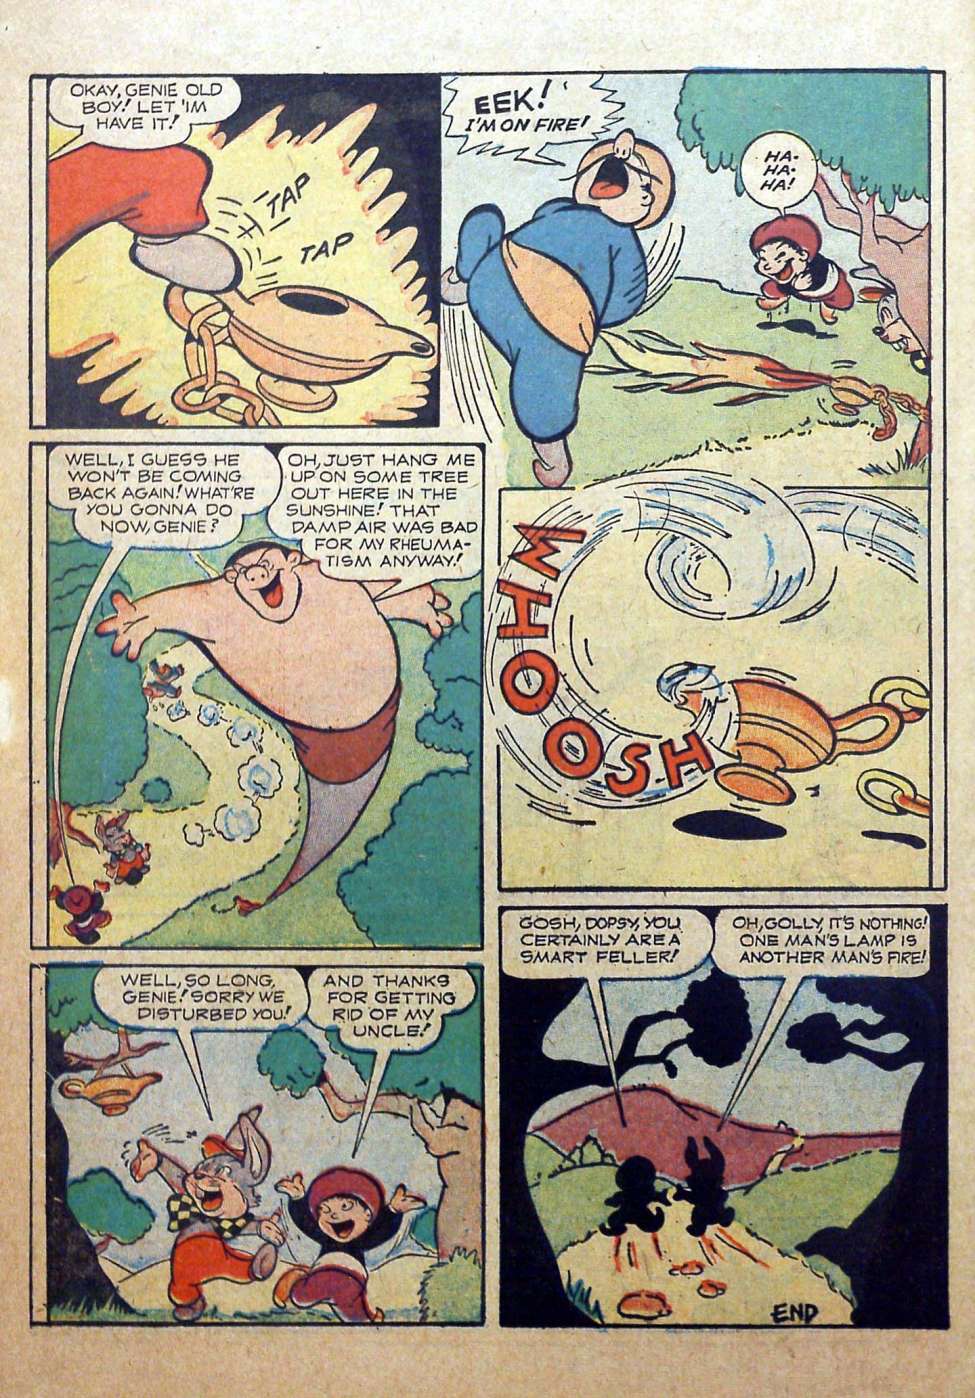 OKAY, GENIE OLD
BOY! LET 'IM
HAVE IT!
TAP
TAP
EEK!
I'M ON FIRE!
HA-
HA-
HA!
WELL, I GUESS HE
WON'T BE COMING
BACK AGAIN! WHAT'RE
YOU GONNA DO
NOW, GENIE?
OH, JUST HANG ME
UP ON SOME TREE
OUT HERE IN THE
SUNSHINE! THAT
DAMP AIR WAS BAD
FOR MY RHEUMA-
TISM ANYWAY!
WHOOOSH
WELL, SO LONG,
GENIE! SORRY WE
DISTURBED YOU!
AND THANKS
FOR GETTING
RID OF MY
UNCLE!
GOSH, DOPSY, YOU
CERTAINLY ARE A
SMART FELLER!
OH, GOLLY, IT'S NOTHING!
ONE MAN'S LAMP IS
ANOTHER MAN'S FIRE!
END